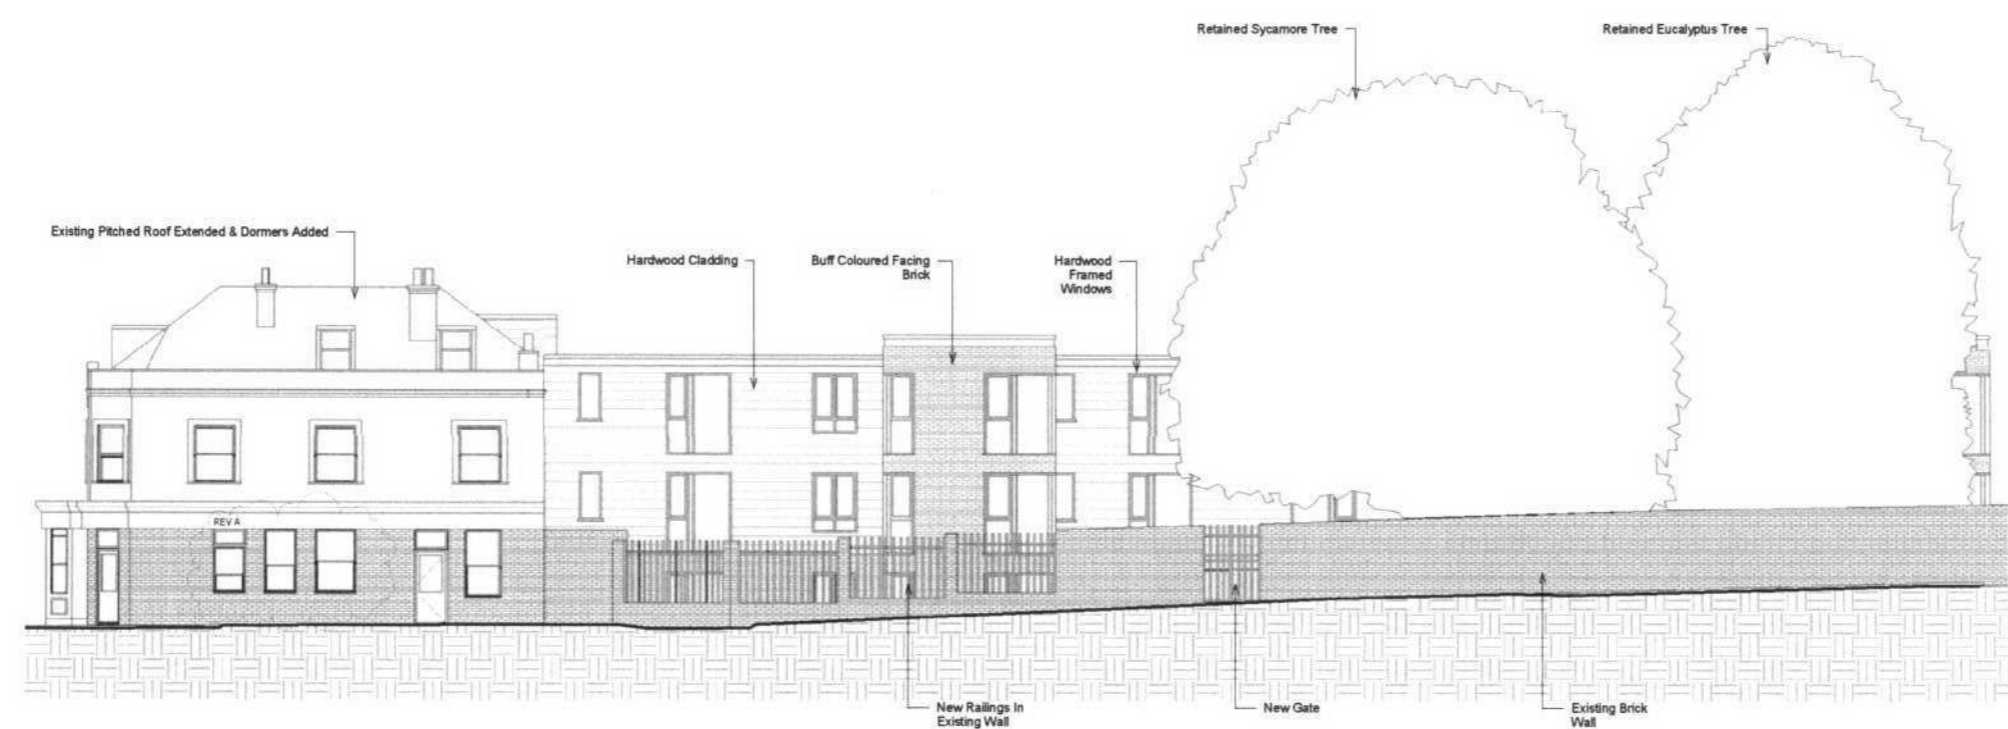 Retained Sycamore Tree
Retained Eucalyptus Tree
Existing Pitched Roof Extended & Dormers Added
Hardwood Cladding
Buff Coloured Facing
Brick
Hardwood
Framed
Windows
REV A
New Railings In
Existing Wall
New Gate
Existing Brick
Wall